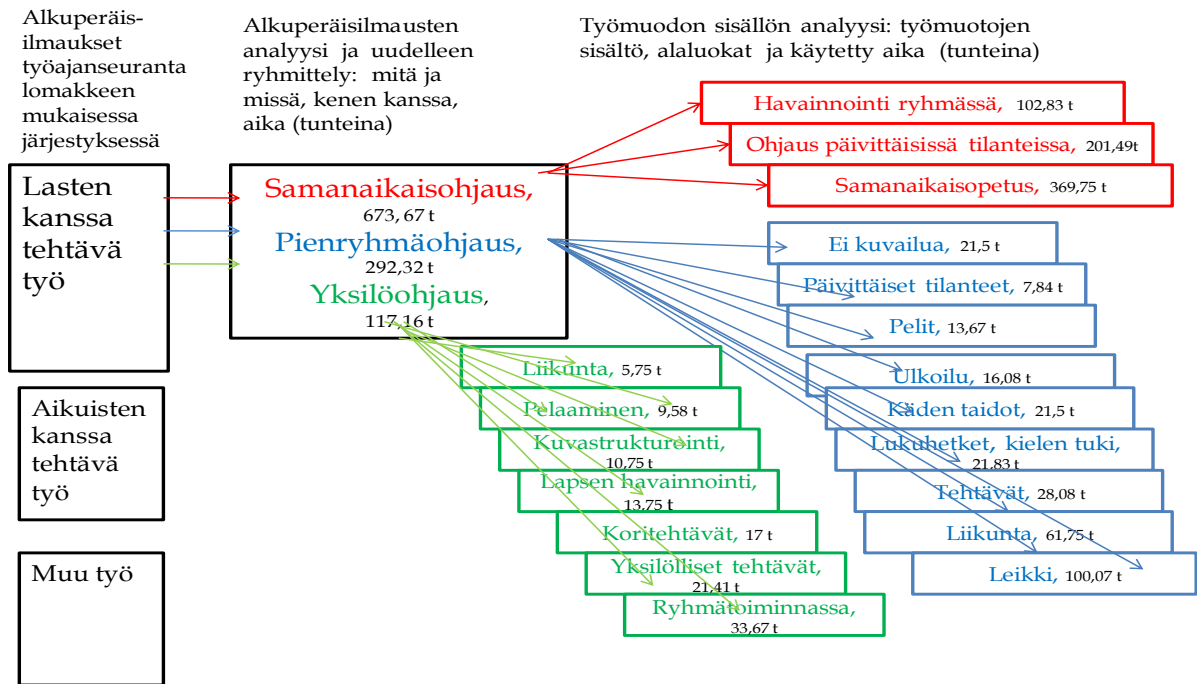 Alkuperäis-
ilmaukset
työajanseuranta
lomakkeen
mukaisessa
järjestyksessä
Alkuperäisilmausten
analyysi ja uudelleen
ryhmittely: mitä ja
missä, kenen kanssa,
aika (tunteina)
Työmuodon sisällön analyysi: työmuotojen
sisältö, alaluokat ja käytetty aika (tunteina)
Lasten
kanssa
tehtävä
työ
Aikuisten
kanssa
tehtävä
työ
Muu työ
Samanaikaisohjaus,
673, 67 t
Pienryhmäohjaus,
292,32 t
Yksilöohjaus,
117,16 t
Havainnointi ryhmässä, 102,83 t
Ohjaus päivittäisissä tilanteissa, 201,49t
Samanaikaisopetus, 369,75 t
Ei kuvailua, 21,5 t
Päivittäiset tilanteet, 7,84 t
Pelit, 13,67 t
Ulkoilu, 16,08 t
Käden taidot, 21,5 t
Lukuhetket, kielen tuki,
21,83 t
Tehtävät, 28,08 t
Liikunta, 61,75 t
Leikki, 100,07 t
Liikunta, 5,75 t
Pelaaminen, 9,58 t
Kuvastrukturointi,
10,75 t
Lapsen havainnointi,
13,75 t
Koritehtävät, 17 t
Yksilölliset tehtävät,
21,41 t
Ryhmätoiminnassa,
33,67 t